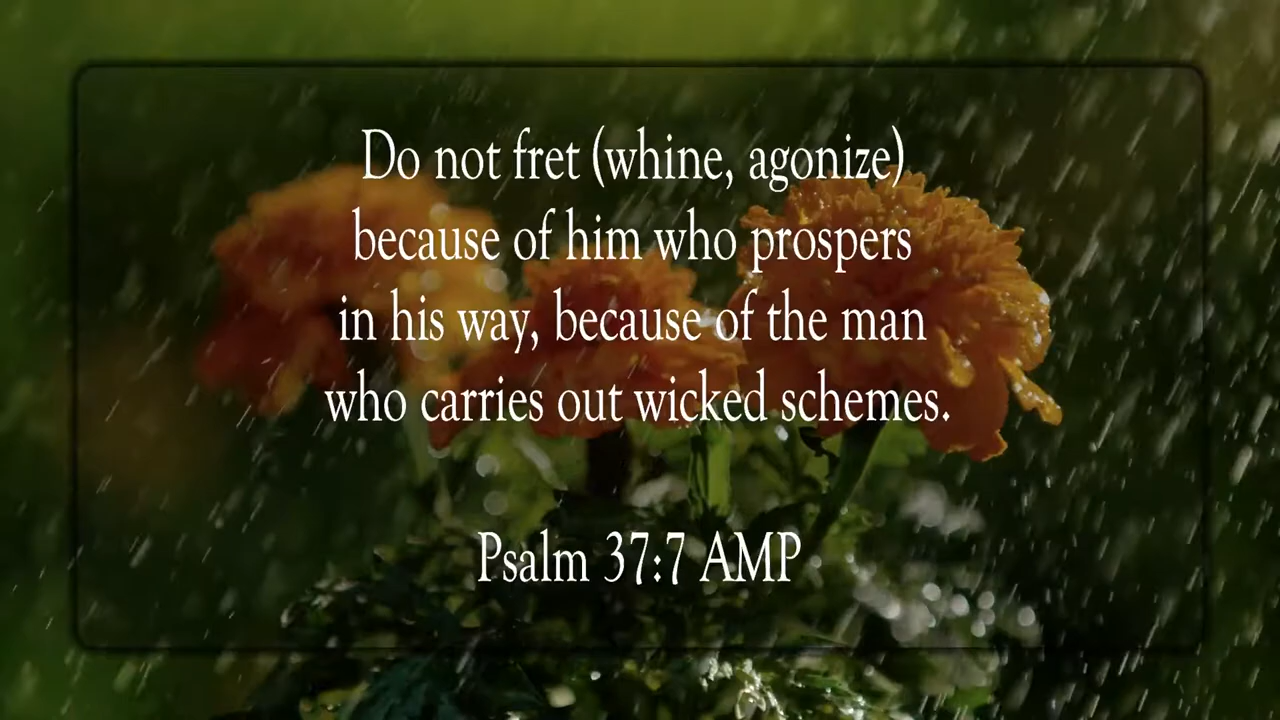 Do not fret (whine, agonize)
because of him who prospers
in his way, because of the man
who carries out wicked schemes.
Psalm 37:7 AMP